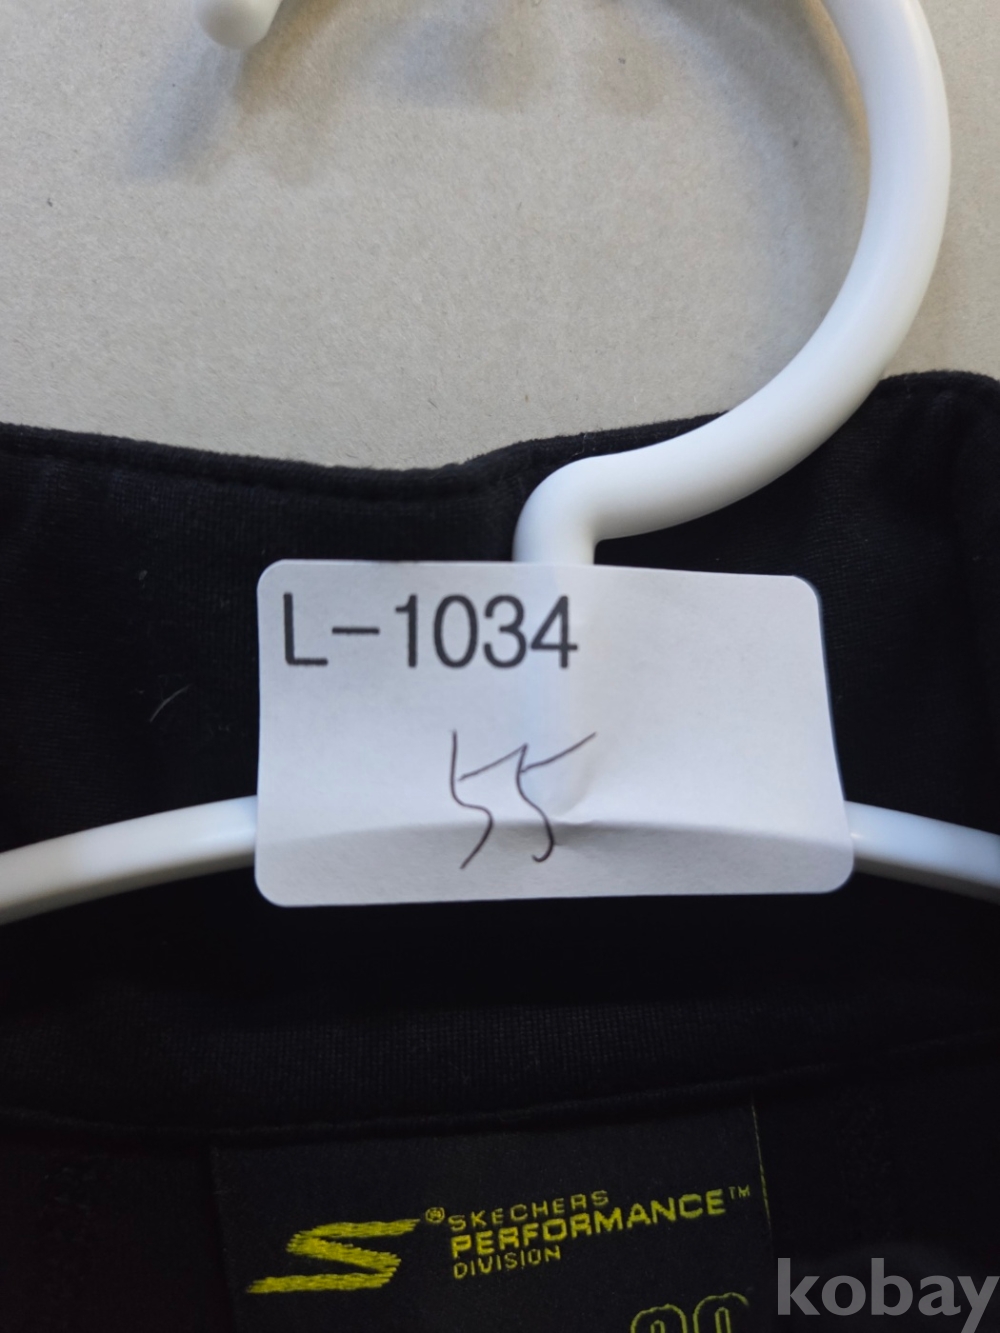 L-1034
55
® SKECHERS
PERFORMANCE™
DIVISION
kobay